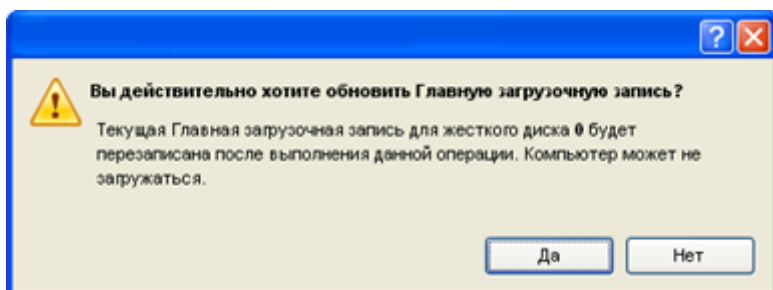 Вы действительно хотите обновить Главную загрузочную запись?
Текущая Главная загрузочная запись для жесткого диска 0 будет
перезаписана после выполнения данной операции. Компьютер может не
загружаться.
Да Нет